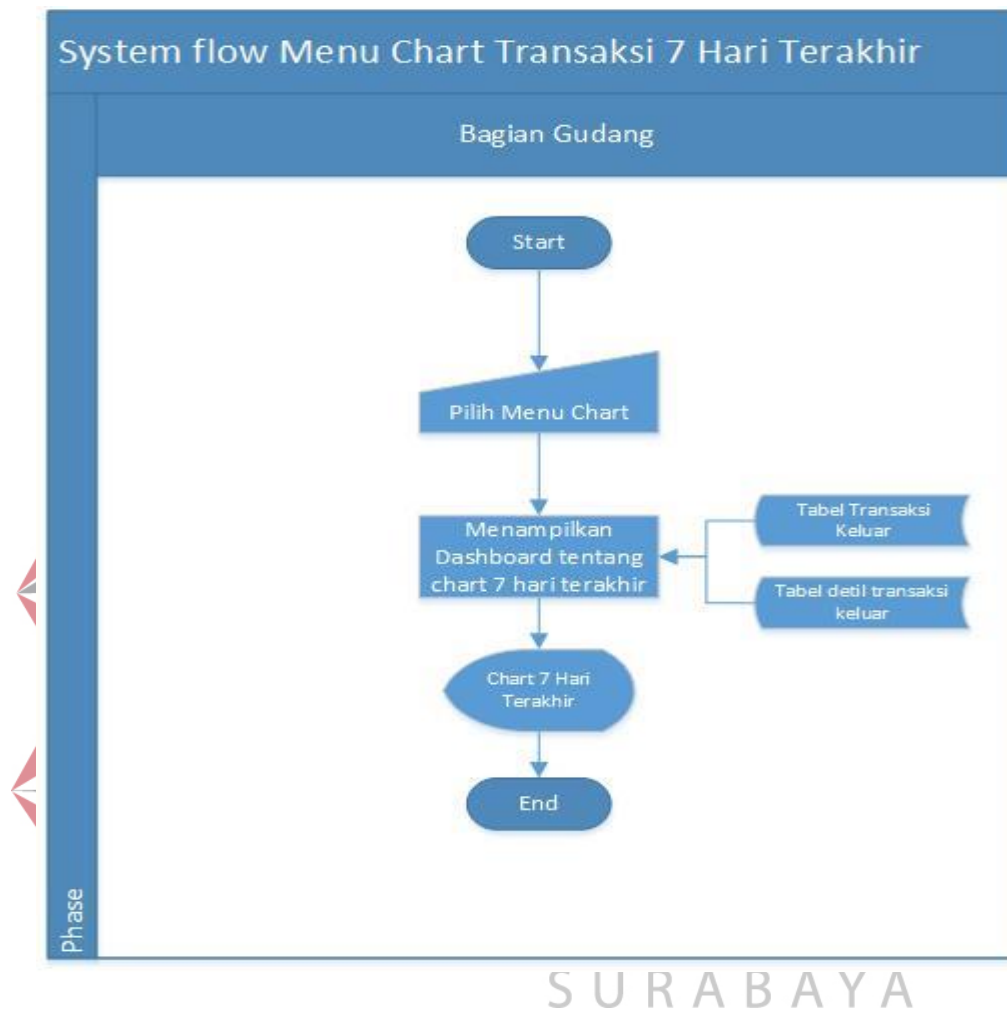 System flow Menu Chart Transaksi 7 Hari Terakhir
Bagian Gudang
Start
Pilih Menu Chart
Menampilkan
Dashboard tentang
chart 7 hari terakhir
Tabel Transaksi
Keluar
Tabel detil transaksi
keluar
Chart 7 Hari
Terakhir
End
Phase
SURABAYA